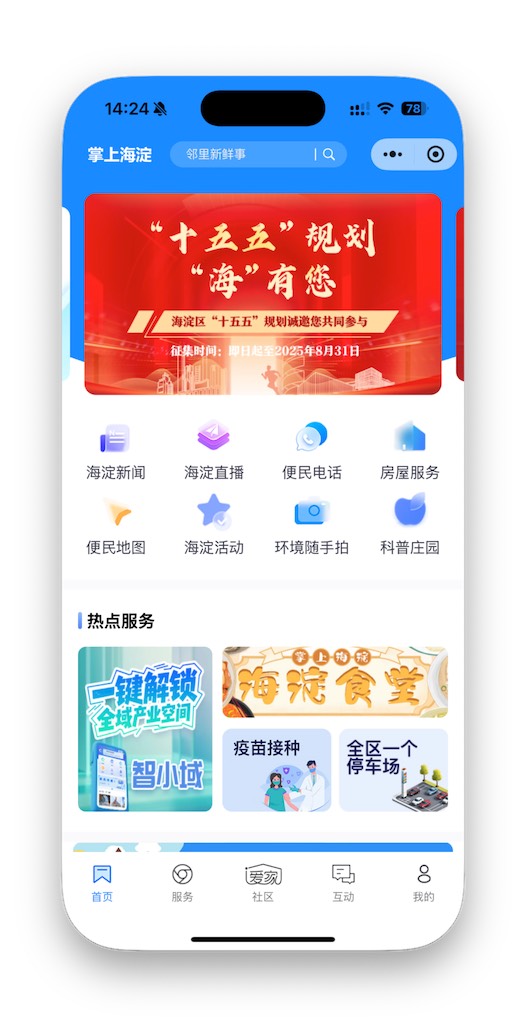 14:24
78
掌上海淀
邻里新鲜事
“十五五”规划
“海”有您
海淀区“十五五”规划诚邀您共同参与
征集时间：即日起至2025年8月31日
海淀新闻
海淀直播
便民电话
房屋服务
便民地图
海淀活动
环境随手拍
科普庄园
热点服务
一键解锁
全域产业空间
智小域
掌上海淀
海淀食堂
疫苗接种
全区一个
停车场
爱家
首页
服务
社区
互动
我的